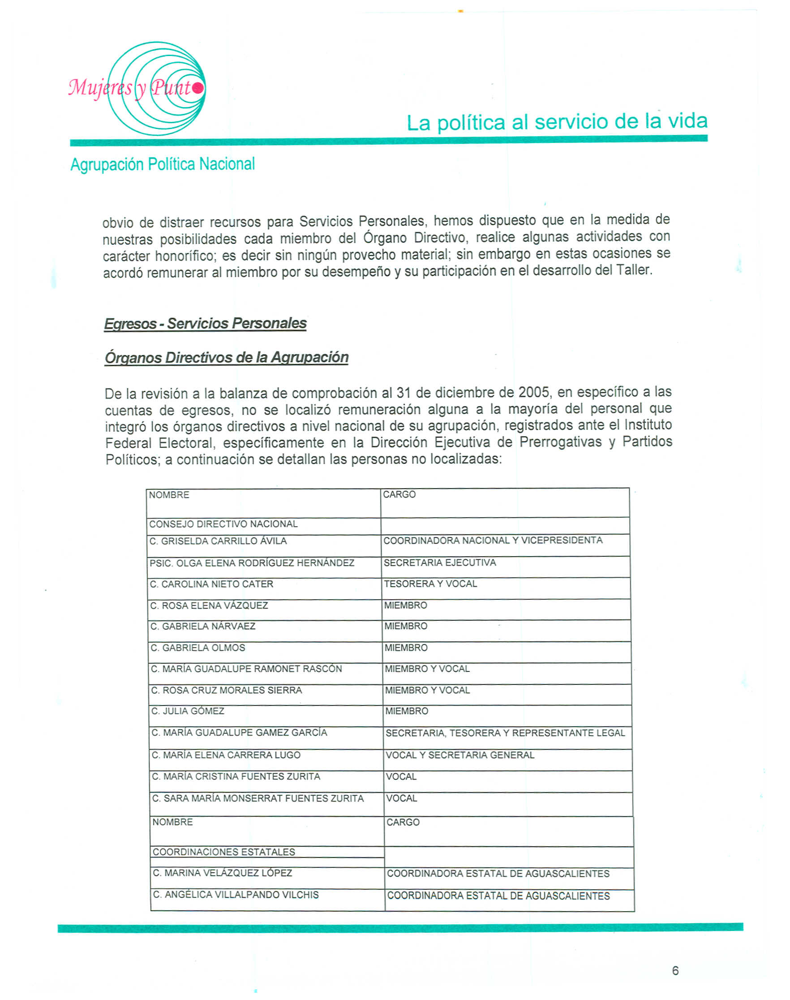 Mujeres y Punto
La política al servicio de la vida
Agrupación Política Nacional
obvio de distraer recursos para Servicios Personales, hemos dispuesto que en la medida de
nuestras posibilidades cada miembro del Órgano Directivo, realice algunas actividades con
carácter honorífico; es decir sin ningún provecho material; sin embargo en estas ocasiones se
acordó remunerar al miembro por su desempeño y su participación en el desarrollo del Taller.
Egresos - Servicios Personales
Órganos Directivos de la Agrupación
De la revisión a la balanza de comprobación al 31 de diciembre de 2005, en específico a las
cuentas de egresos, no se localizó remuneración alguna a la mayoría del personal que
integró los órganos directivos a nivel nacional de su agrupación, registrados ante el Instituto
Federal Electoral, específicamente en la Dirección Ejecutiva de Prerrogativas y Partidos
Políticos; a continuación se detallan las personas no localizadas:
NOMBRE CARGO
CONSEJO DIRECTIVO NACIONAL
C. GRISELDA CARRILLO ÁVILA COORDINADORA NACIONAL Y VICEPRESIDENTA
PSIC. OLGA ELENA RODRÍGUEZ HERNÁNDEZ SECRETARIA EJECUTIVA
C. CAROLINA NIETO CATER TESORERA Y VOCAL
C. ROSA ELENA VÁZQUEZ MIEMBRO
C. GABRIELA NÁRVAEZ MIEMBRO
C. GABRIELA OLMOS MIEMBRO
C. MARÍA GUADALUPE RAMONET RASCÓN MIEMBRO Y VOCAL
C. ROSA CRUZ MORALES SIERRA MIEMBRO Y VOCAL
C. JULIA GÓMEZ MIEMBRO
C. MARÍA GUADALUPE GAMEZ GARCÍA SECRETARIA, TESORERA Y REPRESENTANTE LEGAL
C. MARÍA ELENA CARRERA LUGO VOCAL Y SECRETARIA GENERAL
C. MARÍA CRISTINA FUENTES ZURITA VOCAL
C. SARA MARÍA MONSERRAT FUENTES ZURITA VOCAL
NOMBRE CARGO
COORDINACIONES ESTATALES
C. MARINA VELÁZQUEZ LÓPEZ COORDINADORA ESTATAL DE AGUASCALIENTES
C. ANGÉLICA VILLALPANDO VILCHIS COORDINADORA ESTATAL DE AGUASCALIENTES
6